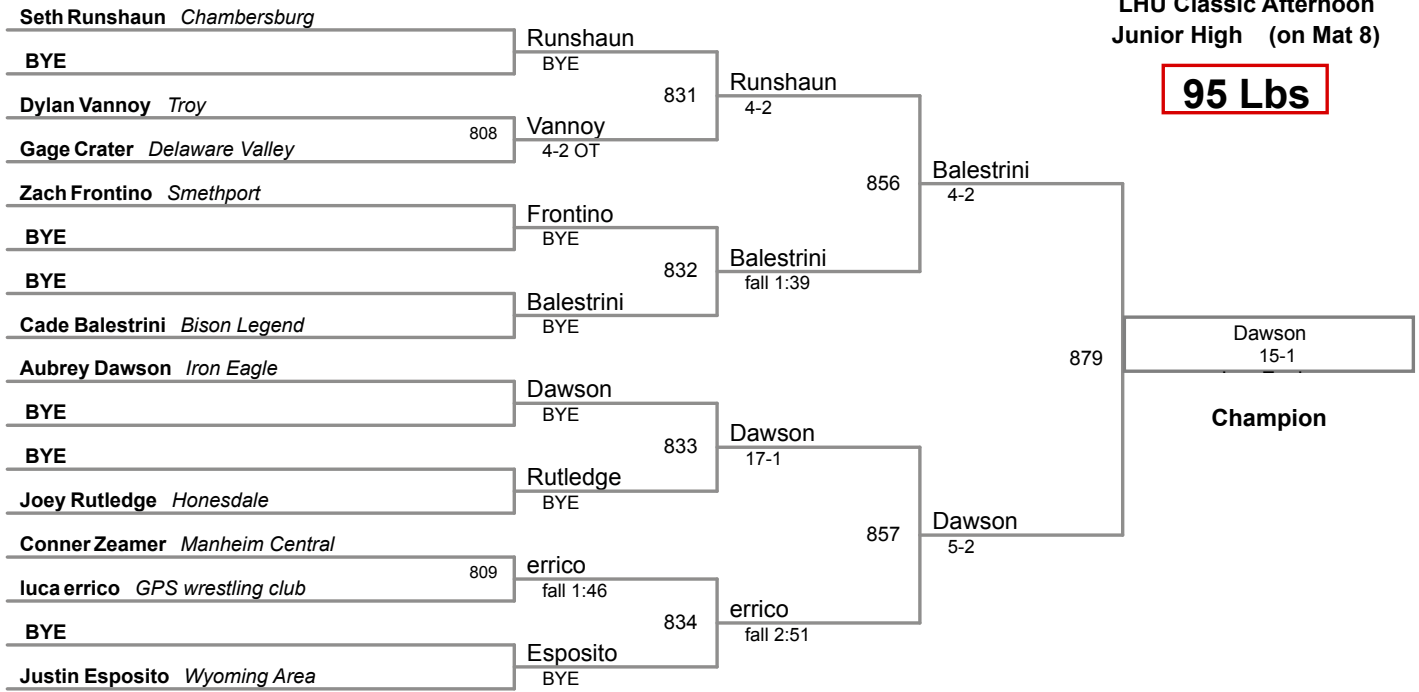 LHU Classic Afternoon
Junior High (on Mat 8)
95 Lbs
Seth Runshaun Chambersburg
BYE
Dylan Vannoy Troy
Gage Crater Delaware Valley
Zach Frontino Smethport
BYE
BYE
Cade Balestrini Bison Legend
Aubrey Dawson Iron Eagle
BYE
BYE
Joey Rutledge Honesdale
Conner Zeamer Manheim Central
luca errico GPS wrestling club
BYE
Justin Esposito Wyoming Area
808
809
Runshaun
BYE
Vannoy
4-2 OT
Frontino
BYE
Balestrini
BYE
Dawson
BYE
Rutledge
BYE
errico
fall 1:46
Esposito
BYE
831
832
833
834
Runshaun
4-2
Balestrini
fall 1:39
Dawson
17-1
errico
fall 2:51
856
857
Balestrini
4-2
Dawson
5-2
879
Dawson
15-1
Champion